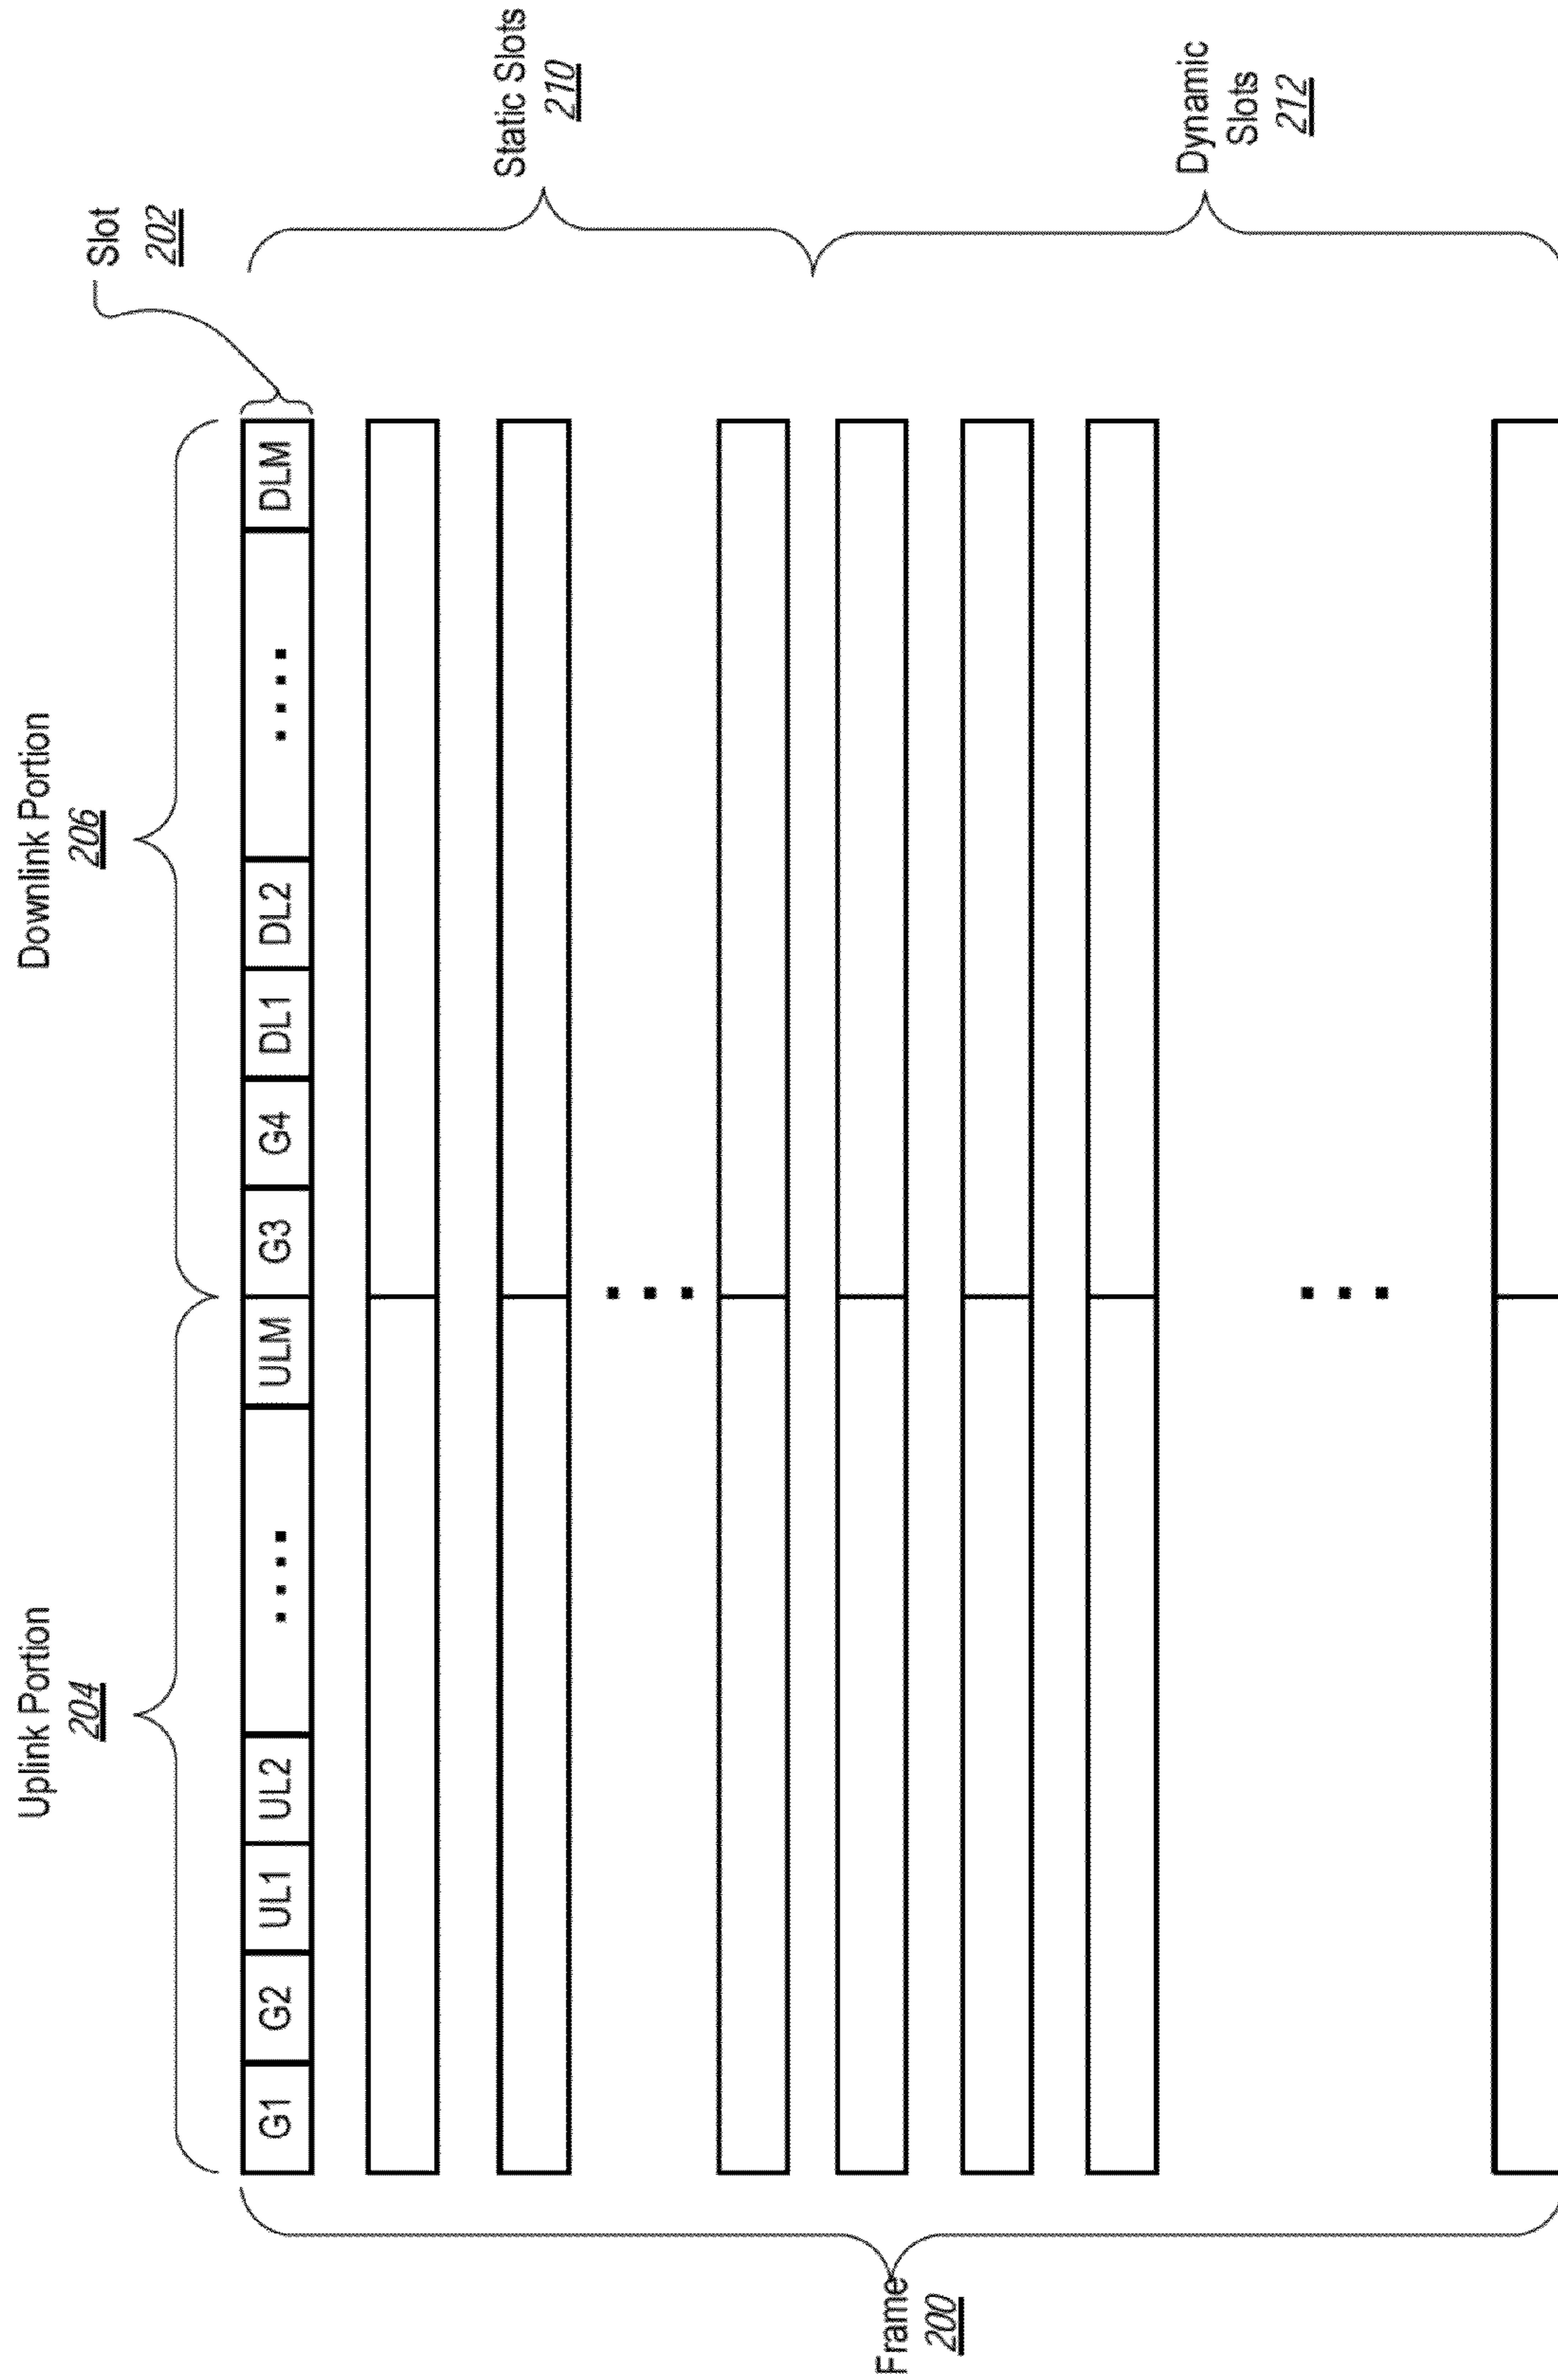 Uplink Portion
204
Downlink Portion
206
Slot
202
G1 G2 UL1 UL2 ..... ULM G3 G4 DL1 DL2 ..... DLM
Static Slots
210
Frame
200
Dynamic
Slots
212